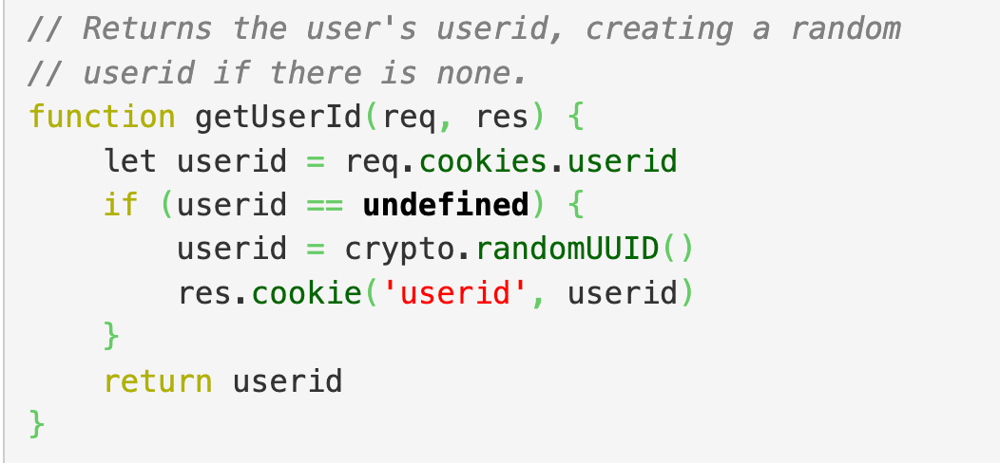 // Returns the user's userid, creating a random
// userid if there is none.
function getUserId(req, res) {
    let userid = req.cookies.userid
    if (userid == undefined) {
        userid = crypto.randomUUID()
        res.cookie('userid', userid)
    }
    return userid
}